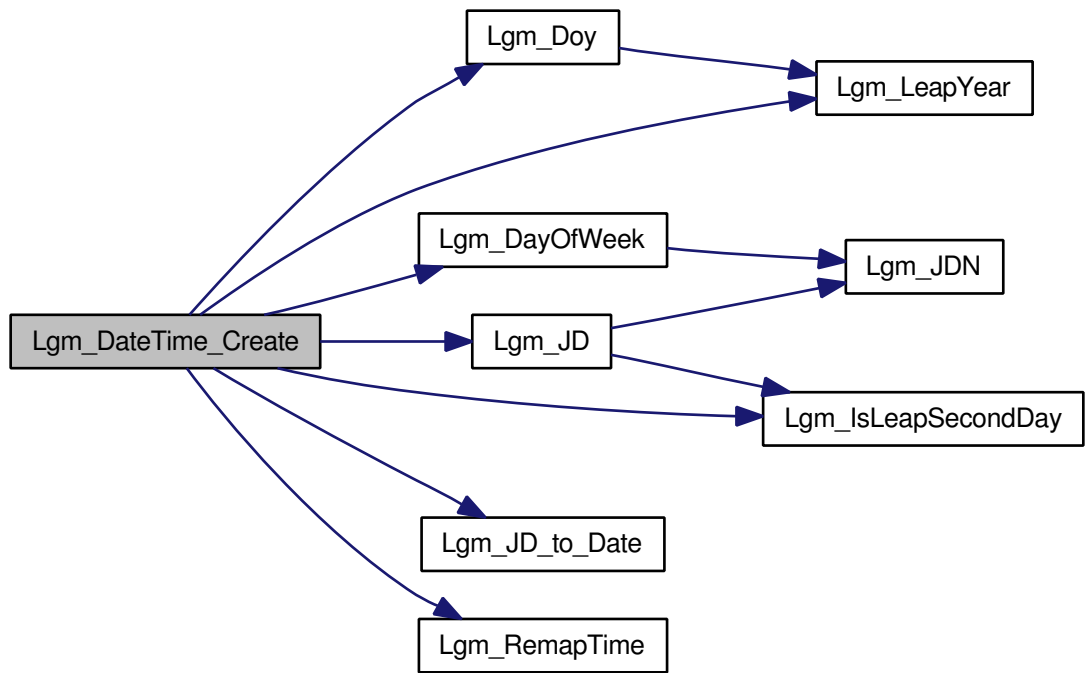 Lgm_Doy
Lgm_LeapYear
Lgm_DayOfWeek
Lgm_JDN
Lgm_DateTime_Create
Lgm_JD
Lgm_IsLeapSecondDay
Lgm_JD_to_Date
Lgm_RemapTime